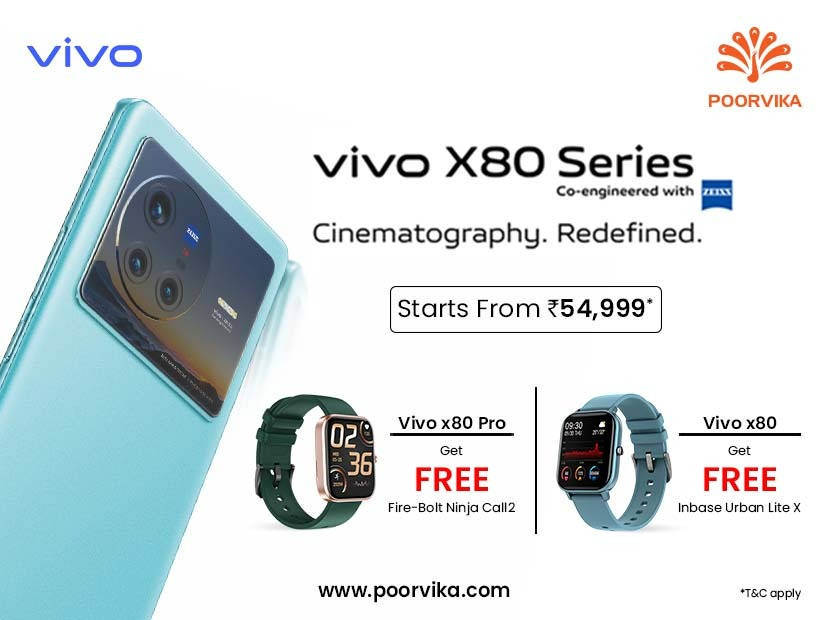 vivo
POORVIKA
vivo X80 Series
Co-engineered with ZEISS
Cinematography. Redefined.
Starts From ₹54,999*
ZEISS
Vivo x80 Pro
Get
FREE
Fire-Bolt Ninja Call2
02
36
Vivo x80
Get
FREE
Inbase Urban Lite X
09:30
www.poorvika.com
*T&C apply